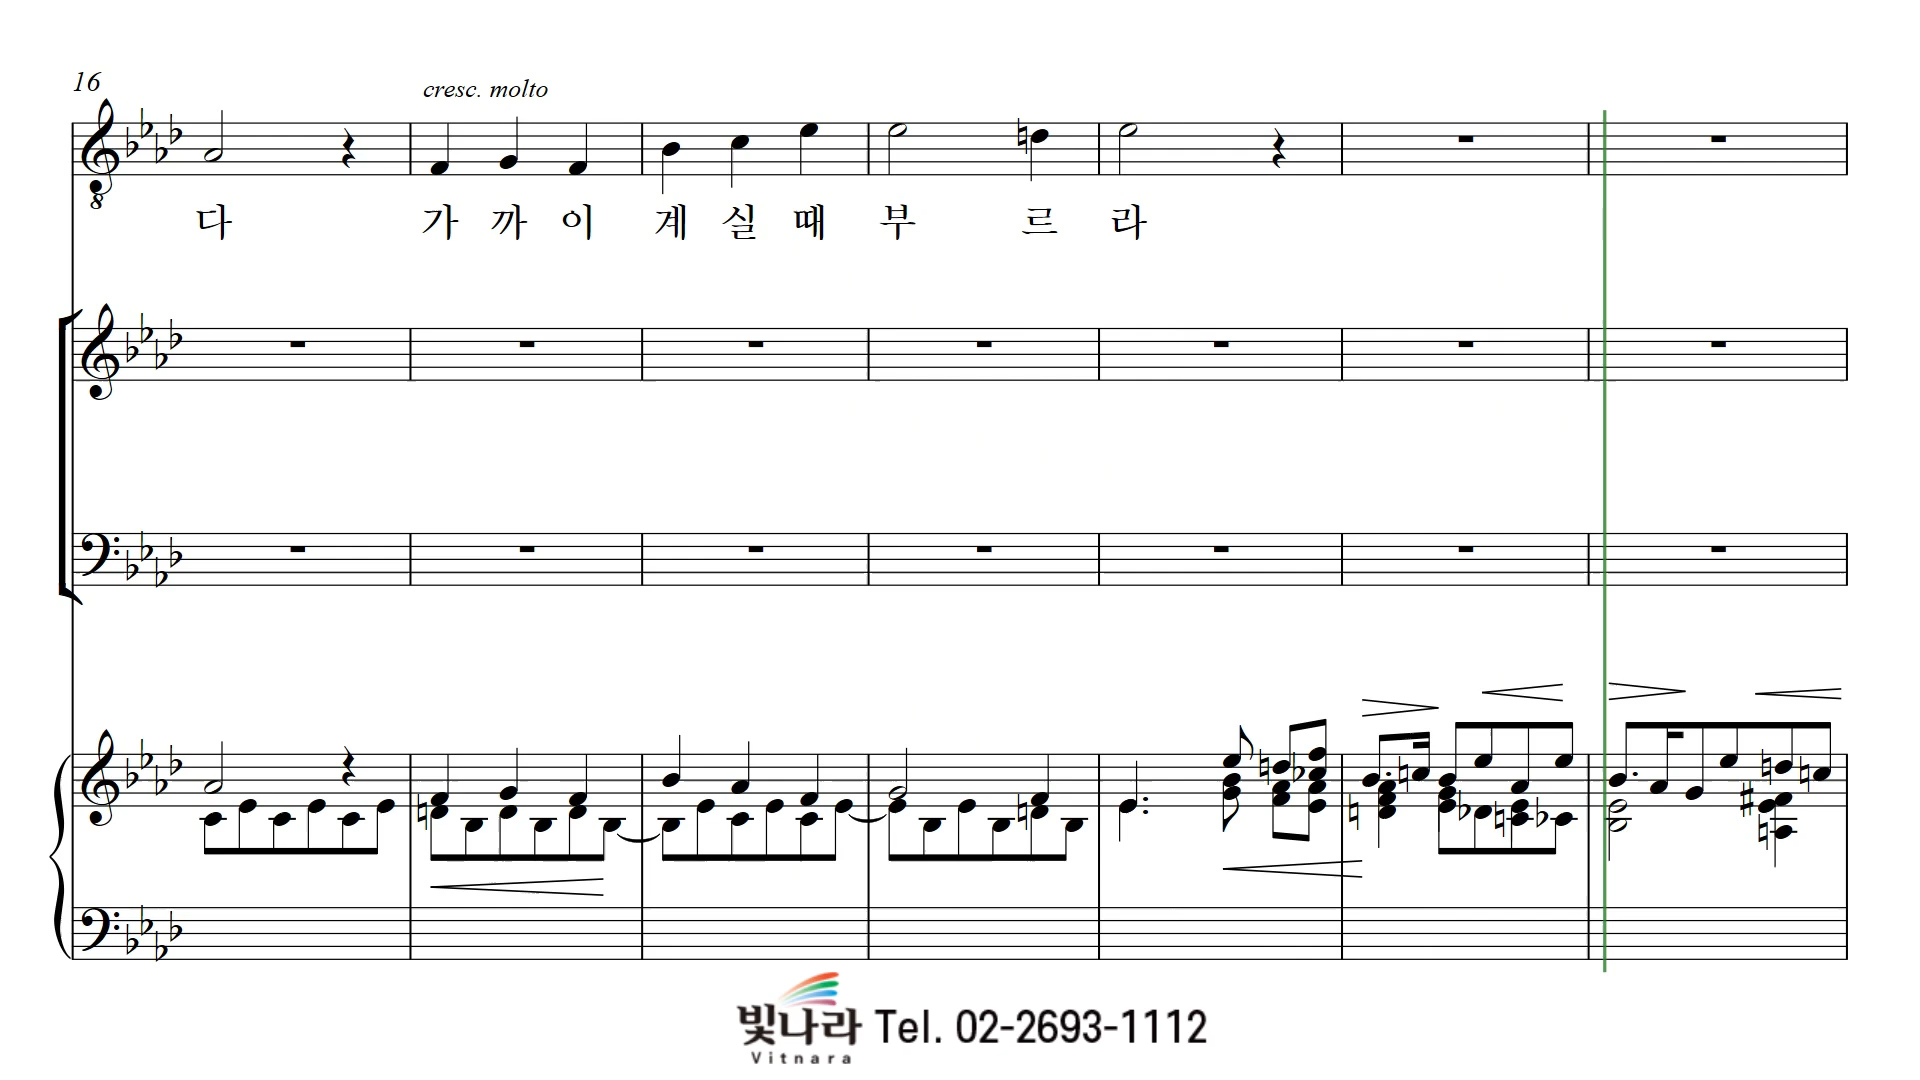 16
cresc. molto
8
다 가 까 이 계 실 때 부 르 라
빛나라 Tel. 02-2693-1112
Vitnara